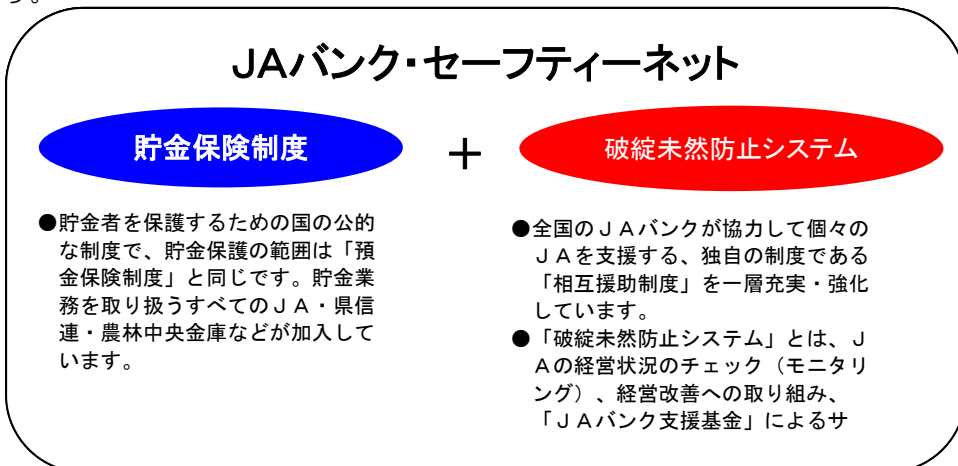 う。
JAバンク・セーフティーネット
貯金保険制度
＋
破綻未然防止システム
●貯金者を保護するための国の公的
な制度で、貯金保護の範囲は「預
金保険制度」と同じです。貯金業
務を取り扱うすべてのＪＡ・県信
連・農林中央金庫などが加入して
います。
●全国のＪＡバンクが協力して個々の
ＪＡを支援する、独自の制度である
「相互援助制度」を一層充実・強化
しています。
●「破綻未然防止システム」とは、Ｊ
Ａの経営状況のチェック（モニタリ
ング）、経営改善への取り組み、
「ＪＡバンク支援基金」によるサ